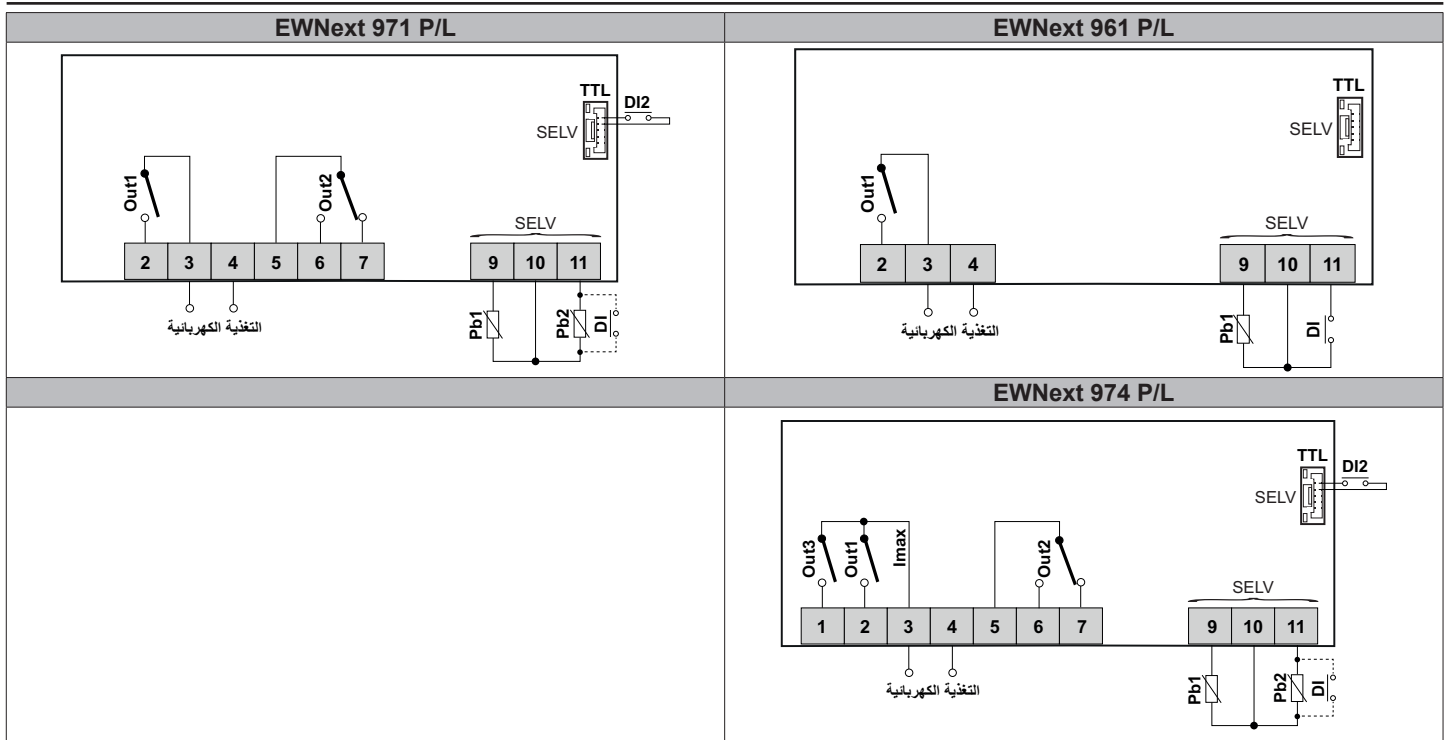 EWNext 971 P/L
TTL
DI2
SELV
Out1
Out2
SELV
2 3 4 5 6 7 9 10 11
التغذية الكهربائية
Pb1
Pb2
DI
EWNext 961 P/L
TTL
SELV
Out1
SELV
2 3 4 9 10 11
التغذية الكهربائية
Pb1
DI
EWNext 974 P/L
TTL
DI2
SELV
Out3
Out1
Imax
Out2
SELV
1 2 3 4 5 6 7 9 10 11
التغذية الكهربائية
Pb1
Pb2
DI